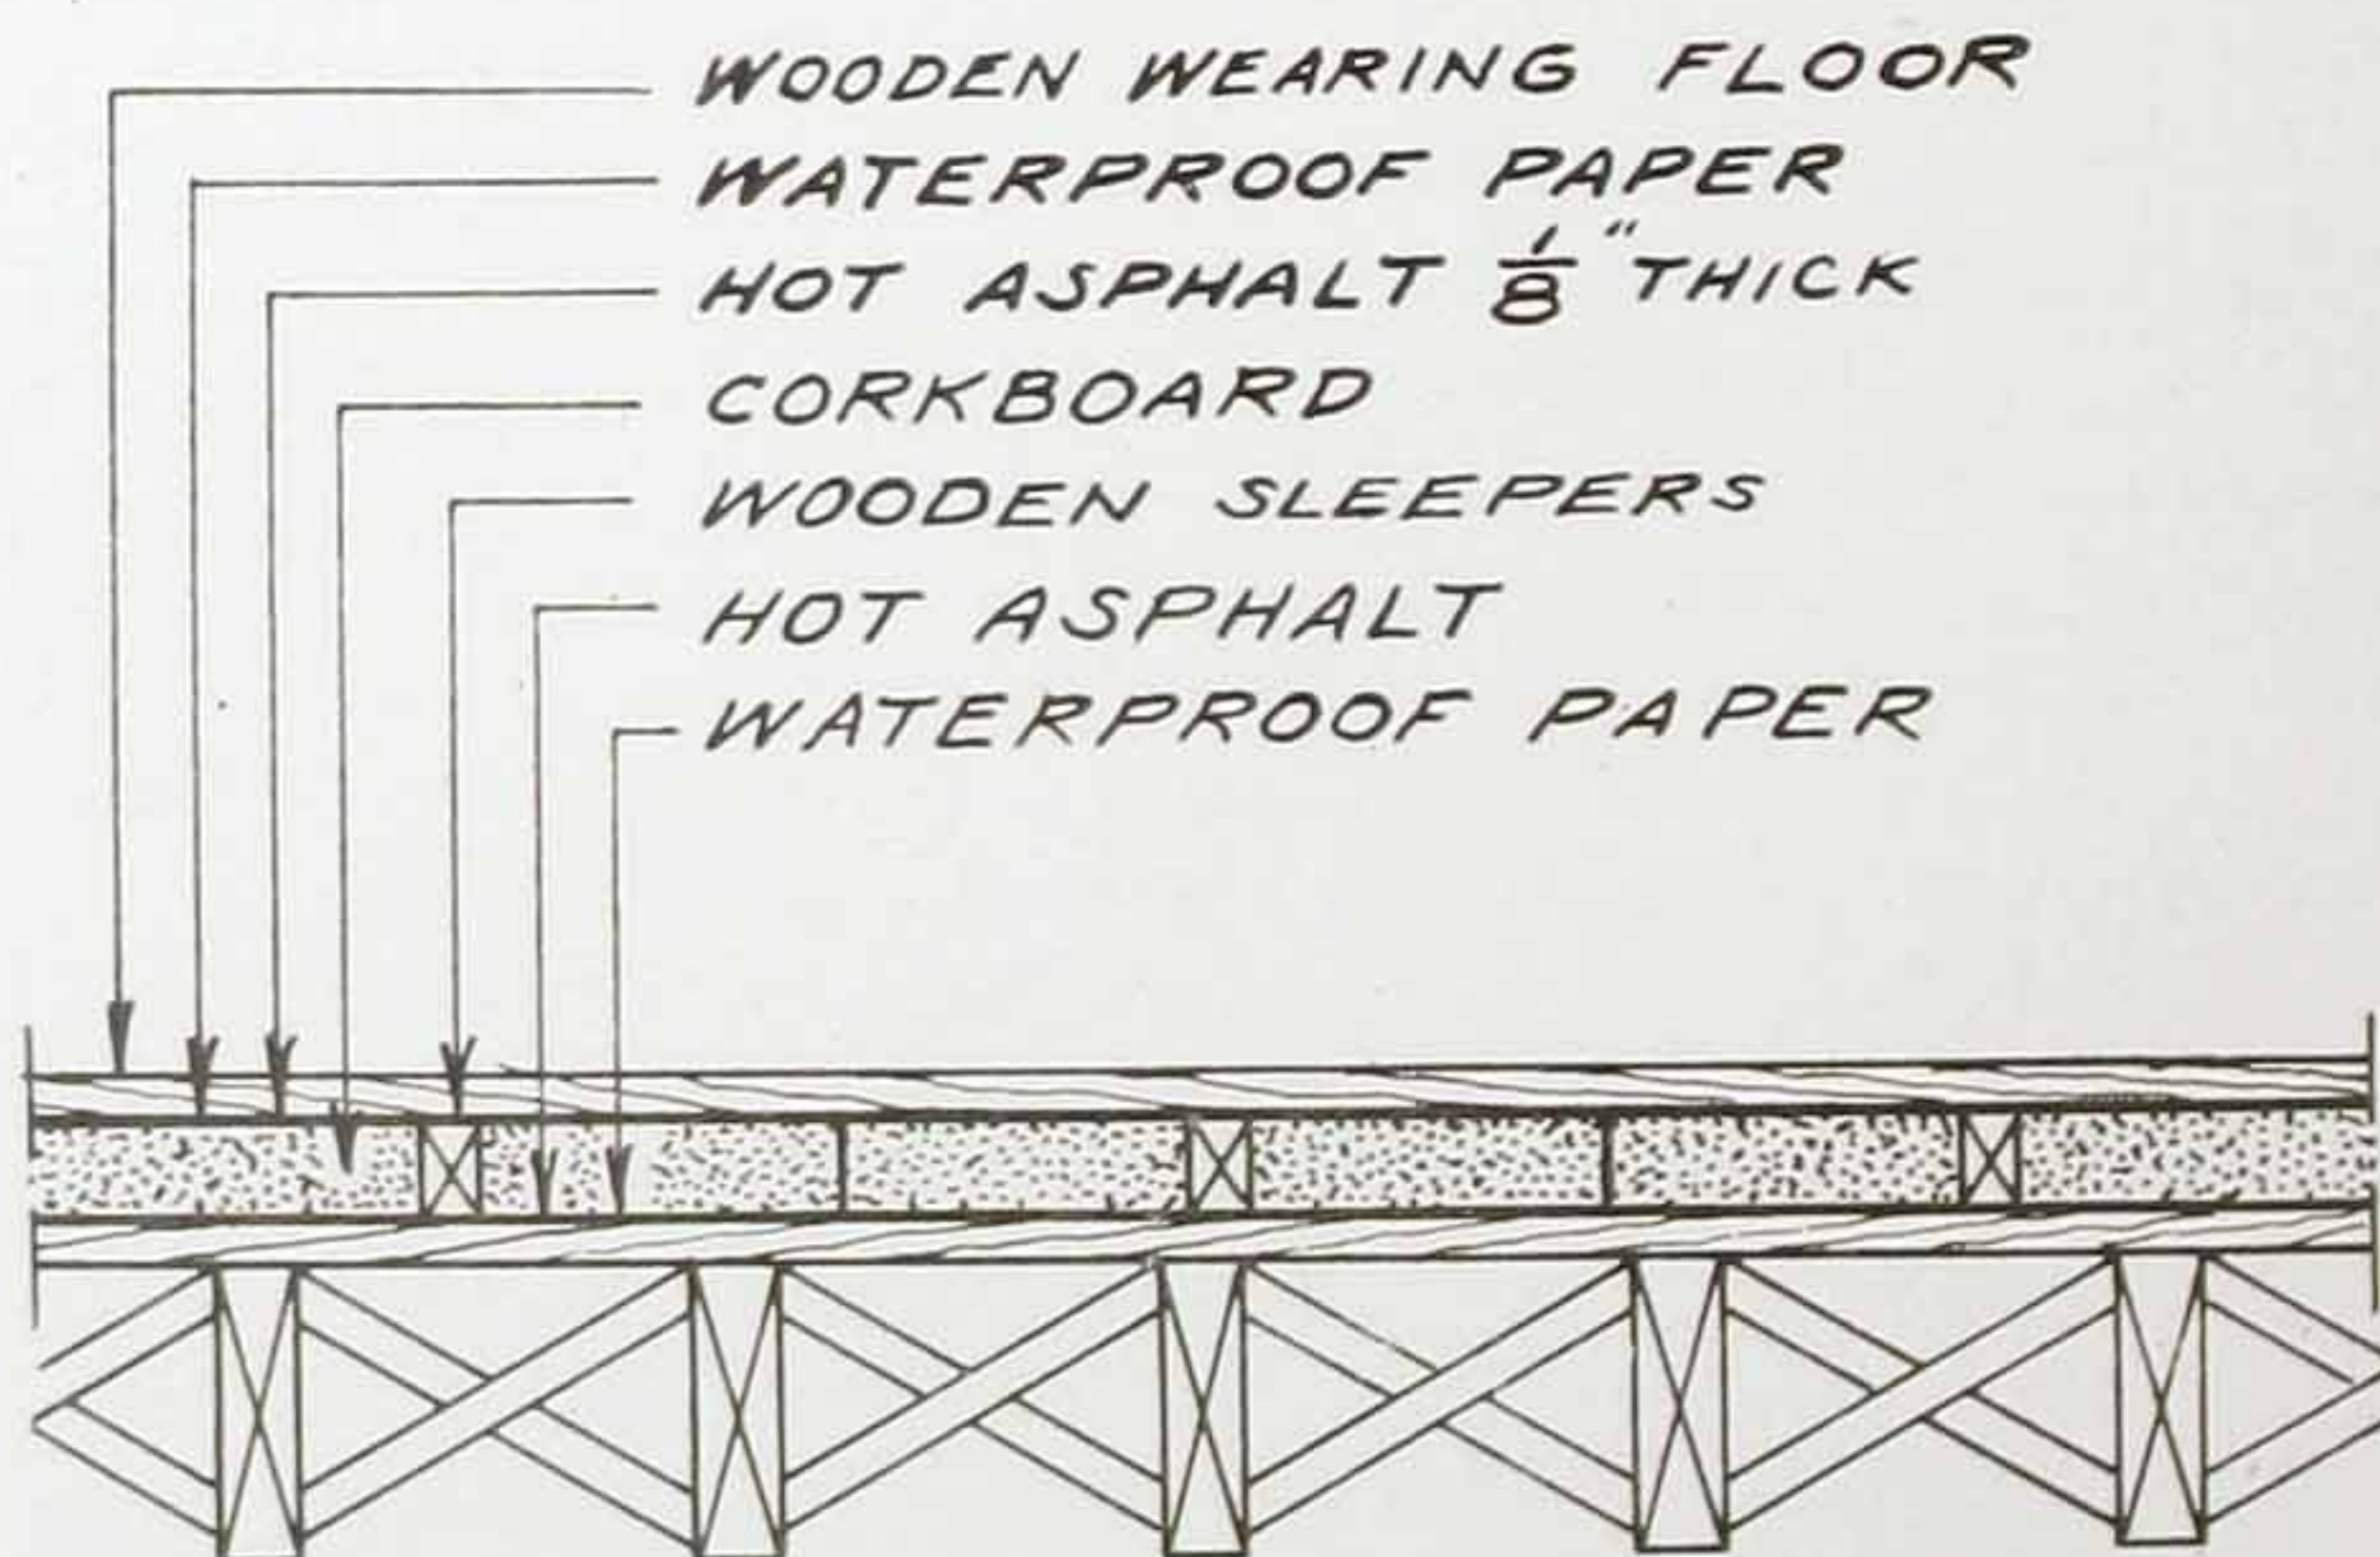 WOODEN WEARING FLOOR
WATERPROOF PAPER
HOT ASPHALT 1/8" THICK
CORKBOARD
WOODEN SLEEPERS
HOT ASPHALT
WATERPROOF PAPER